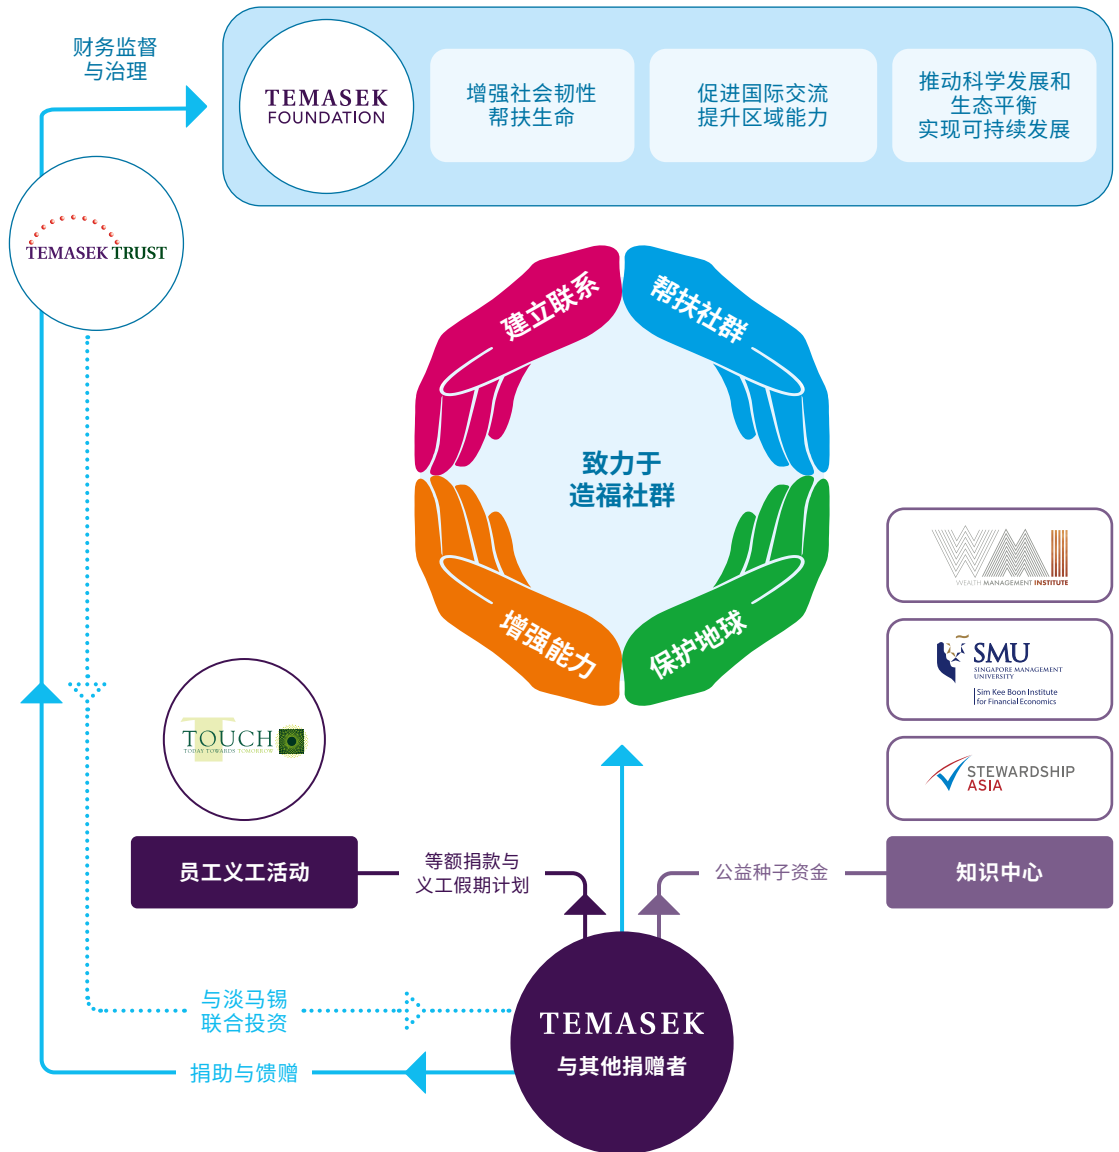 财务监督
与治理
TEMASEK
FOUNDATION
增强社会韧性
帮扶生命
促进国际交流
提升区域能力
推动科学发展和
生态平衡
实现可持续发展
TEMASEK TRUST
建立联系
帮扶社群
致力于
造福社群
增强能力
保护地球
WMI
WEALTH MANAGEMENT INSTITUTE
SMU
SINGAPORE MANAGEMENT
UNIVERSITY
Sim Kee Boon Institute
for Financial Economics
STEWARDSHIP
ASIA
TOUCH
TODAY TOWARDS TOMORROW
员工义工活动
等额捐款与
义工假期计划
公益种子资金
知识中心
与淡马锡
联合投资
捐助与馈赠
TEMASEK
与其他捐赠者